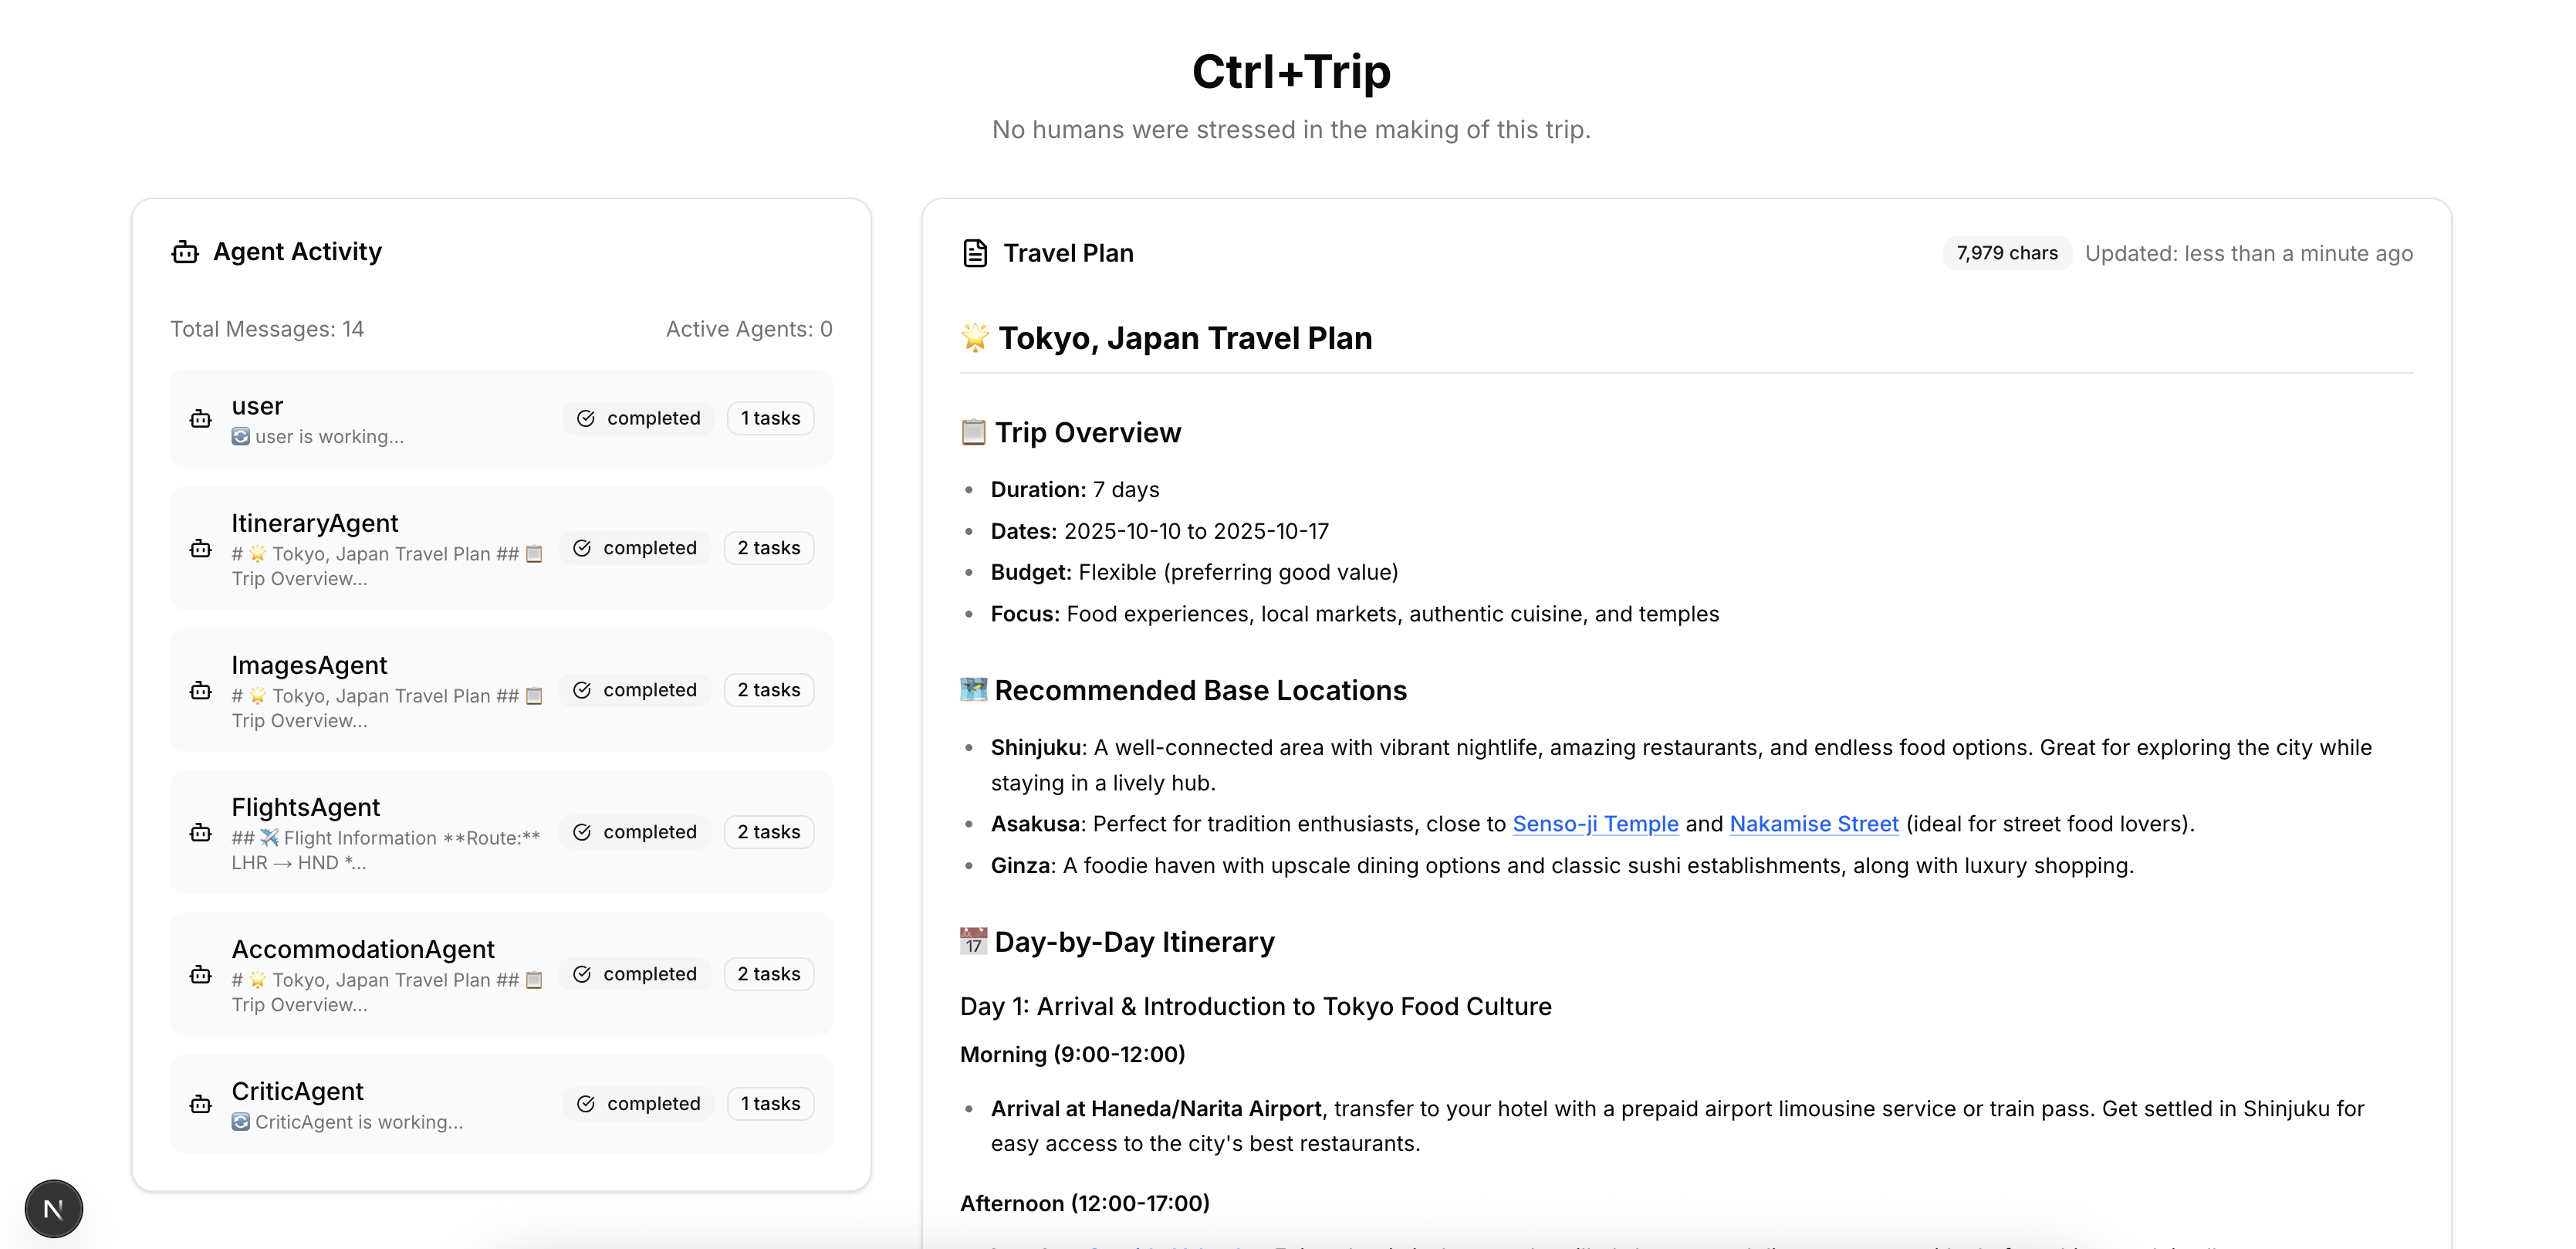 Ctrl+Trip
No humans were stressed in the making of this trip.
Agent Activity
Total Messages: 14
Active Agents: 0
user
🔄 user is working...
completed
1 tasks
ItineraryAgent
# 🌟 Tokyo, Japan Travel Plan ## 📋
Trip Overview...
completed
2 tasks
ImagesAgent
# 🌟 Tokyo, Japan Travel Plan ## 📋
Trip Overview...
completed
2 tasks
FlightsAgent
## ✈️ Flight Information **Route:**
LHR → HND *...
completed
2 tasks
AccommodationAgent
# 🌟 Tokyo, Japan Travel Plan ## 📋
Trip Overview...
completed
2 tasks
CriticAgent
🔄 CriticAgent is working...
completed
1 tasks
N
Travel Plan
7,979 chars
Updated: less than a minute ago
🌟 Tokyo, Japan Travel Plan
📋 Trip Overview
• Duration: 7 days
• Dates: 2025-10-10 to 2025-10-17
• Budget: Flexible (preferring good value)
• Focus: Food experiences, local markets, authentic cuisine, and temples
🗺️ Recommended Base Locations
• Shinjuku: A well-connected area with vibrant nightlife, amazing restaurants, and endless food options. Great for exploring the city while
staying in a lively hub.
• Asakusa: Perfect for tradition enthusiasts, close to Senso-ji Temple and Nakamise Street (ideal for street food lovers).
• Ginza: A foodie haven with upscale dining options and classic sushi establishments, along with luxury shopping.
📅 Day-by-Day Itinerary
Day 1: Arrival & Introduction to Tokyo Food Culture
Morning (9:00-12:00)
• Arrival at Haneda/Narita Airport, transfer to your hotel with a prepaid airport limousine service or train pass. Get settled in Shinjuku for
easy access to the city's best restaurants.
Afternoon (12:00-17:00)